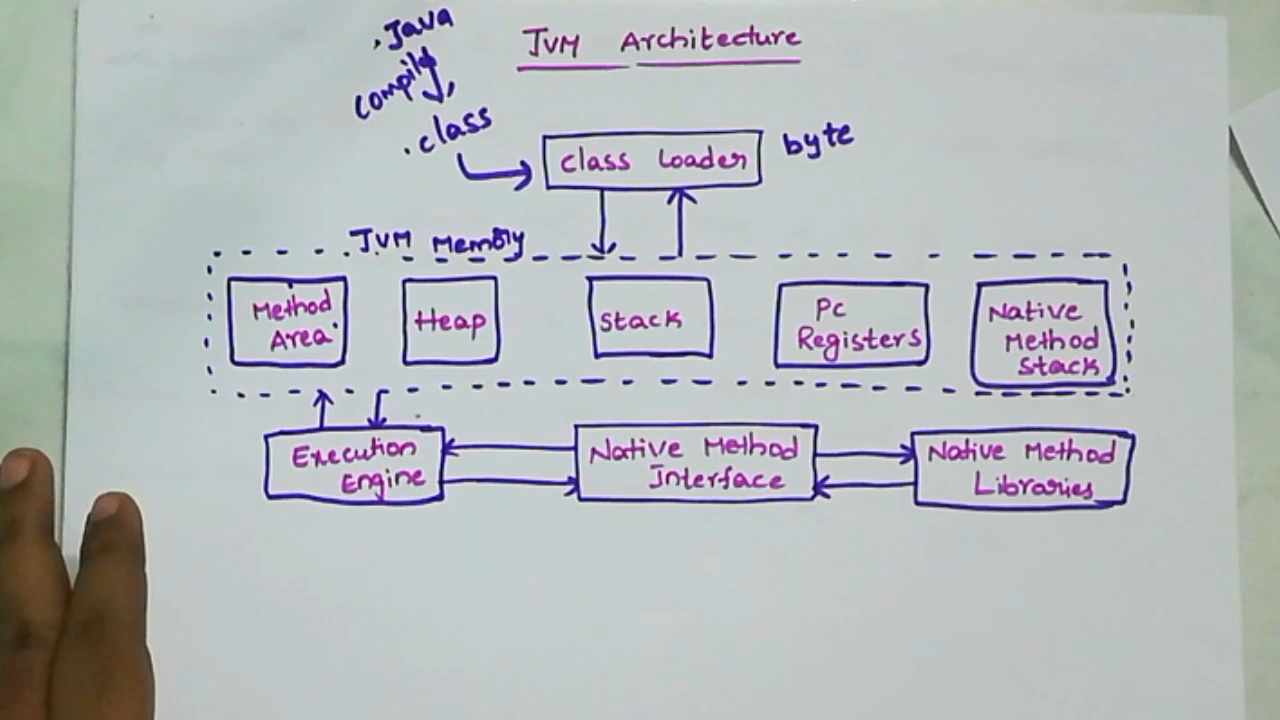 .Java
compile
.class
JVM Architecture
class Loader
byte
JVM Memory
Method
Area
Heap
Stack
PC
Registers
Native
Method
Stack
Execution
Engine
Native Method
Interface
Native Method
Libraries